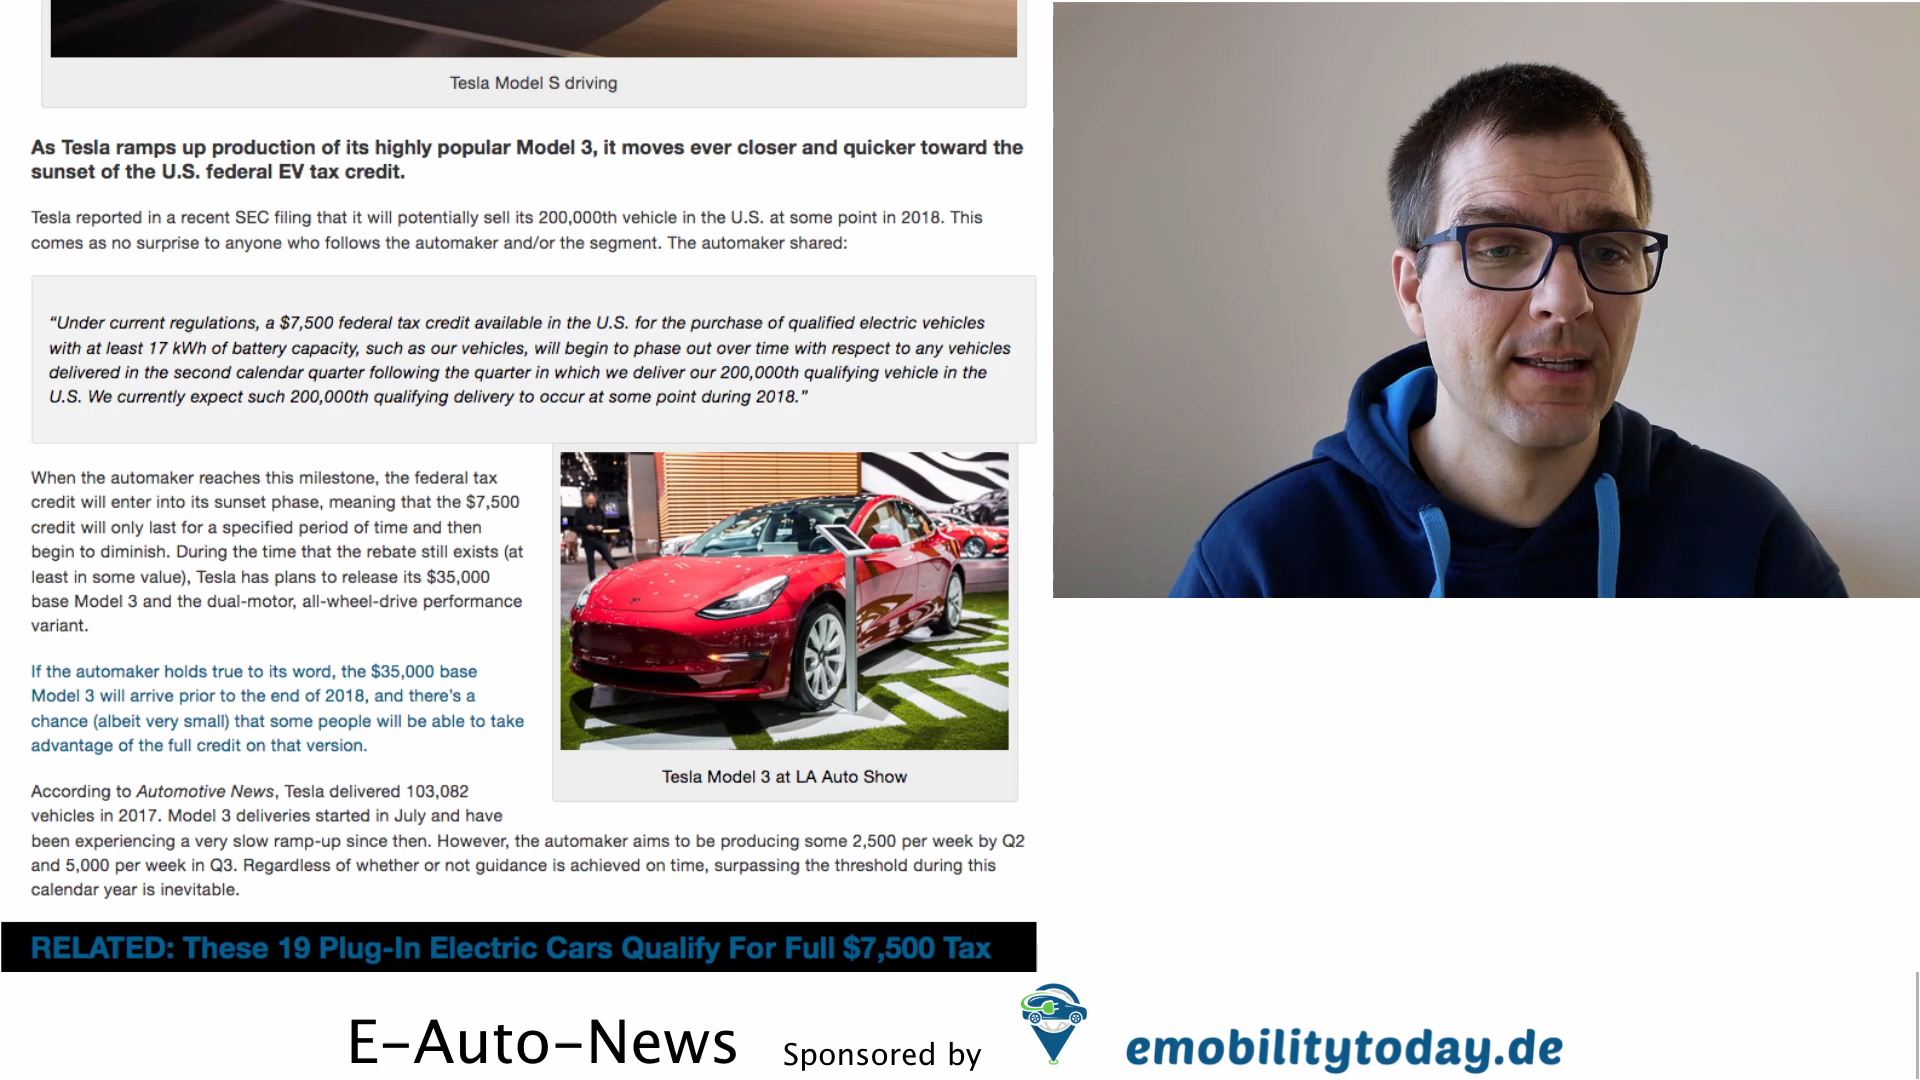 Tesla Model S driving
As Tesla ramps up production of its highly popular Model 3, it moves ever closer and quicker toward the
sunset of the U.S. federal EV tax credit.
Tesla reported in a recent SEC filing that it will potentially sell its 200,000th vehicle in the U.S. at some point in 2018. This
comes as no surprise to anyone who follows the automaker and/or the segment. The automaker shared:
“Under current regulations, a $7,500 federal tax credit available in the U.S. for the purchase of qualified electric vehicles
with at least 17 kWh of battery capacity, such as our vehicles, will begin to phase out over time with respect to any vehicles
delivered in the second calendar quarter following the quarter in which we deliver our 200,000th qualifying vehicle in the
U.S. We currently expect such 200,000th qualifying delivery to occur at some point during 2018.”
When the automaker reaches this milestone, the federal tax
credit will enter into its sunset phase, meaning that the $7,500
credit will only last for a specified period of time and then
begin to diminish. During the time that the rebate still exists (at
least in some value), Tesla has plans to release its $35,000
base Model 3 and the dual-motor, all-wheel-drive performance
variant.
If the automaker holds true to its word, the $35,000 base
Model 3 will arrive prior to the end of 2018, and there's a
chance (albeit very small) that some people will be able to take
advantage of the full credit on that version.
Tesla Model 3 at LA Auto Show
According to Automotive News, Tesla delivered 103,082
vehicles in 2017. Model 3 deliveries started in July and have
been experiencing a very slow ramp-up since then. However, the automaker aims to be producing some 2,500 per week by Q2
and 5,000 per week in Q3. Regardless of whether or not guidance is achieved on time, surpassing the threshold during this
calendar year is inevitable.
RELATED: These 19 Plug-In Electric Cars Qualify For Full $7,500 Tax
E-Auto-News Sponsored by emobilitytoday.de